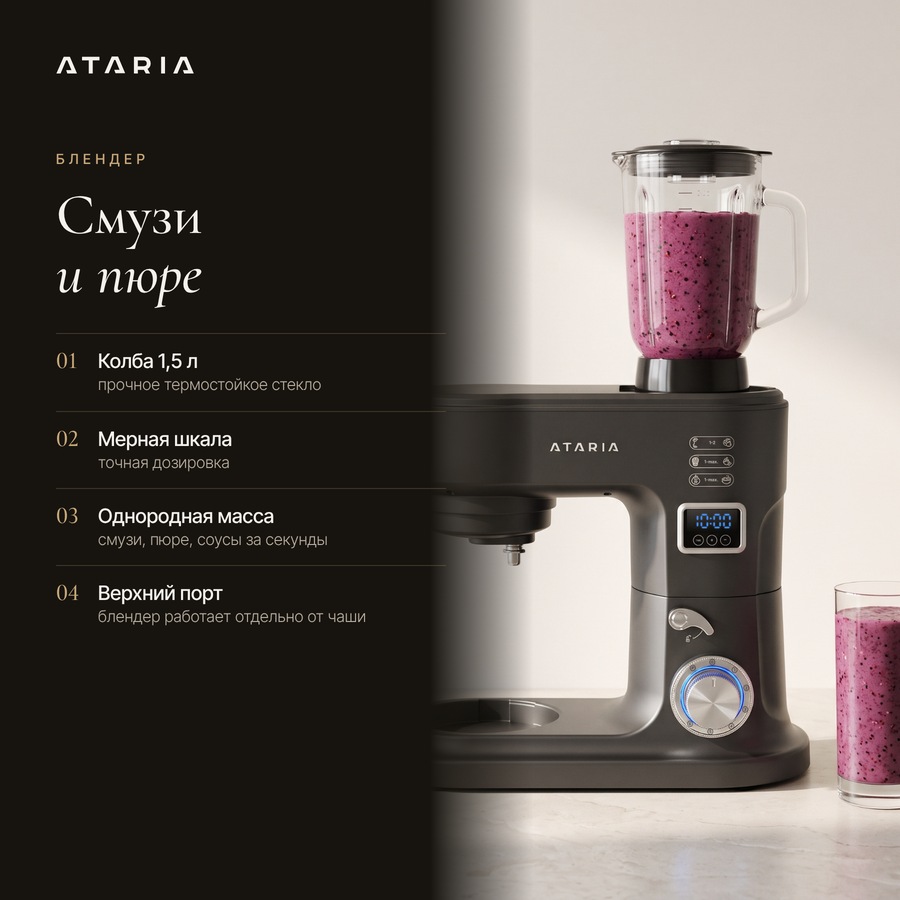 ATARIA
БЛЕНДЕР
Смузи
и пюре
01 Колба 1,5 л
прочное термостойкое стекло
02 Мерная шкала
точная дозировка
03 Однородная масса
смузи, пюре, соусы за секунды
04 Верхний порт
блендер работает отдельно от чаши
ATARIA
10:00